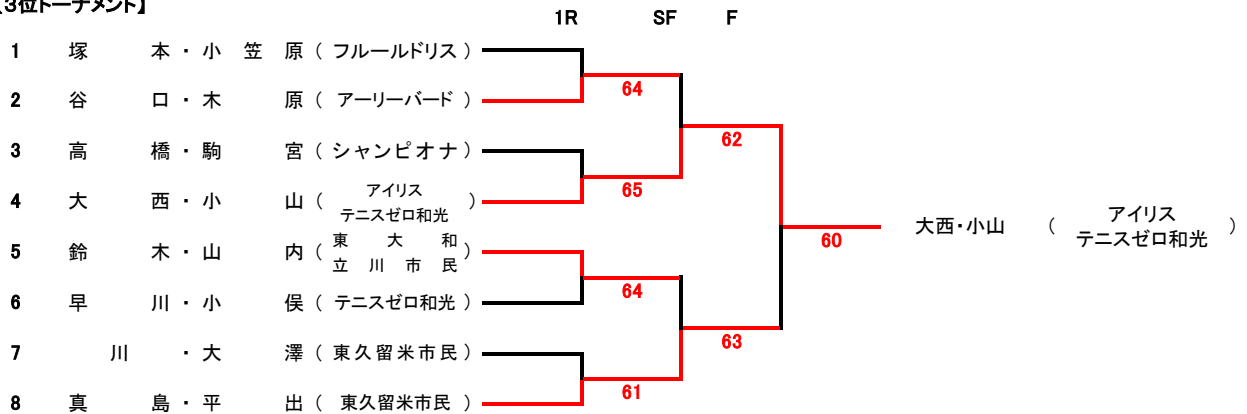 【3位トーナメント】
1R SF F
1 塚本・小笠原 ( フルールドリス )
64
2 谷口・木原 ( アーリーバード )
62
3 高橋・駒宮 ( シャンピオナ )
65
4 大西・小山 ( アイリス テニスゼロ和光 )
60
大西・小山 ( アイリス テニスゼロ和光 )
5 鈴木・山内 ( 東大和 立川市民 )
64
6 早川・小俣 ( テニスゼロ和光 )
63
7 川・大澤 ( 東久留米市民 )
61
8 真島・平出 ( 東久留米市民 )